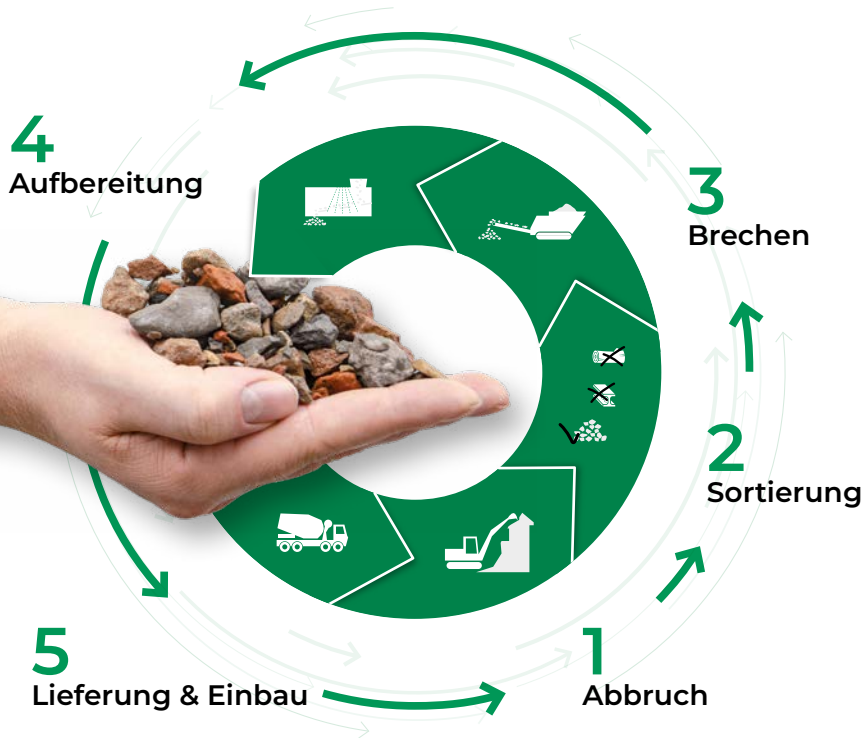 1
Abbruch
2
Sortierung
3
Brechen
4
Aufbereitung
5
Lieferung & Einbau